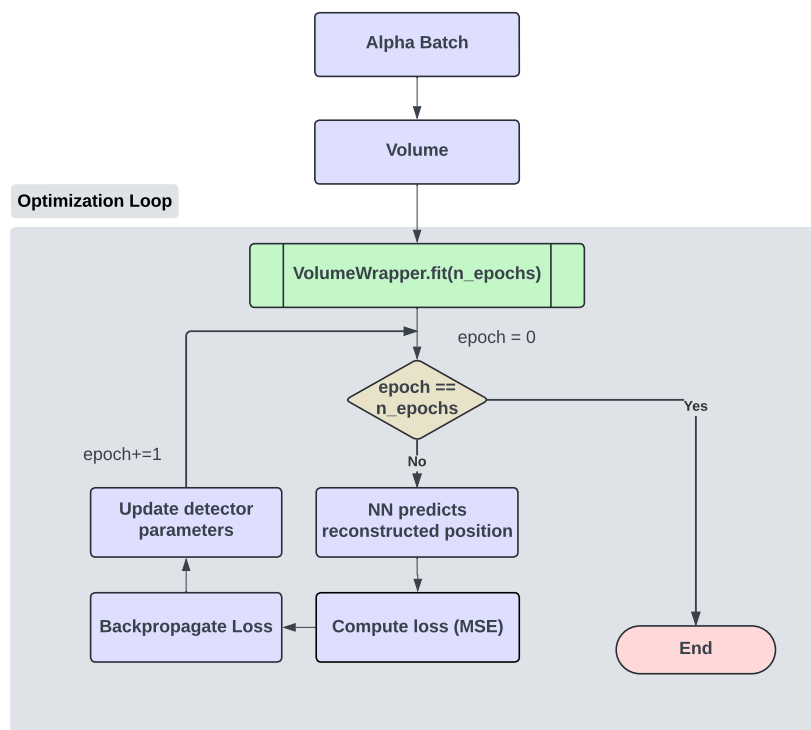 Alpha Batch
Volume
Optimization Loop
VolumeWrapper.fit(n_epochs)
epoch = 0
epoch ==
n_epochs
Yes
No
epoch+=1
Update detector
parameters
NN predicts
reconstructed position
Backpropagate Loss
Compute loss (MSE)
End